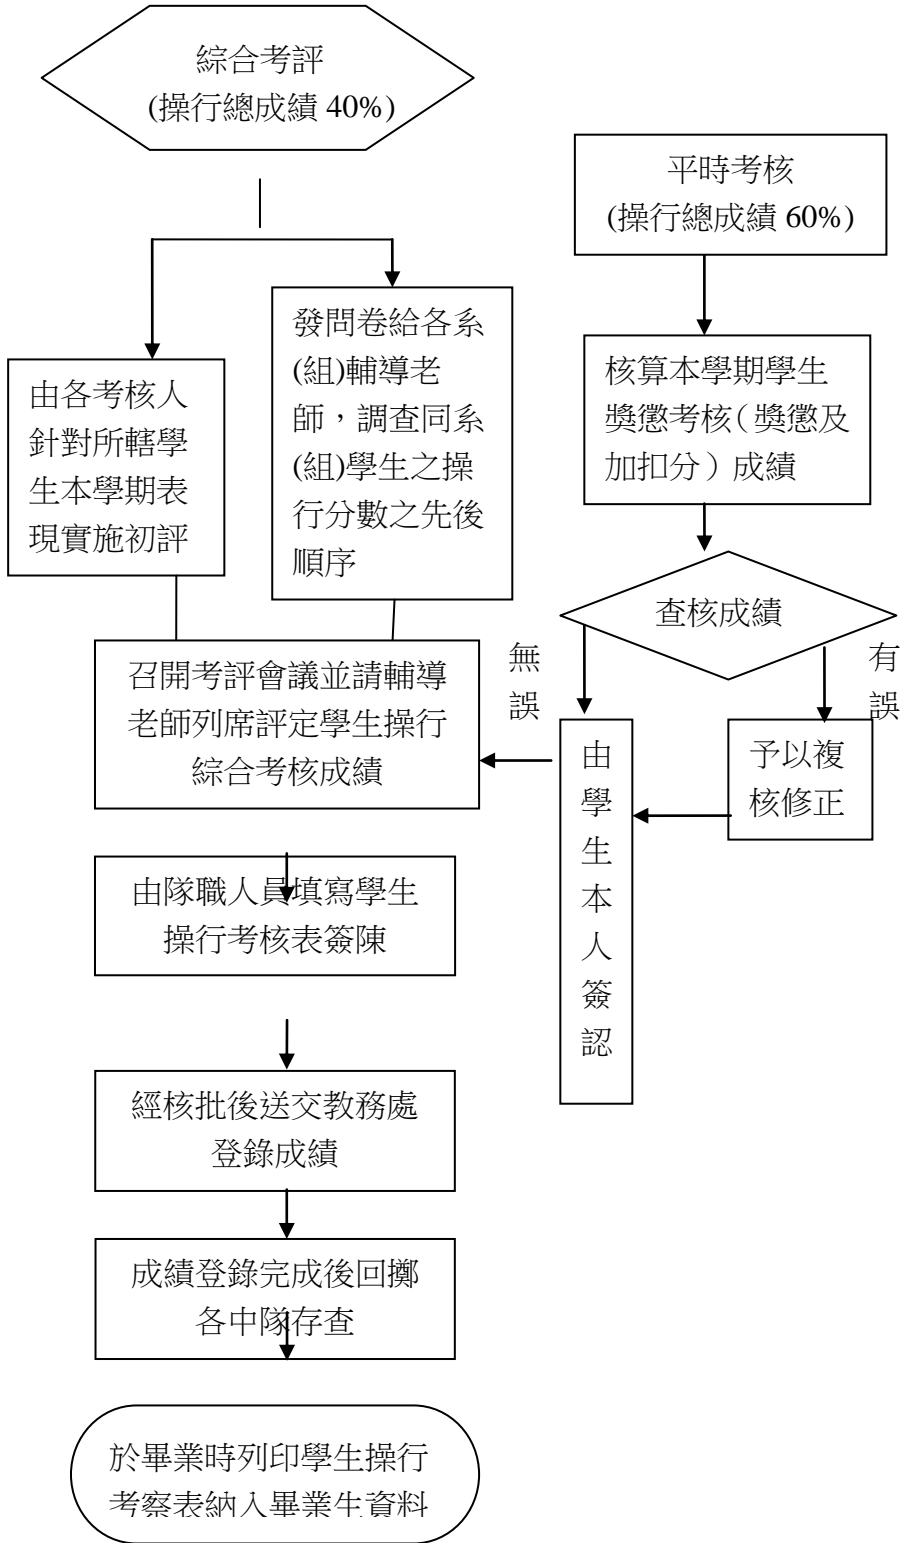 綜合考評
(操行總成績 40%)
平時考核
(操行總成績 60%)
發問卷給各系
(組)輔導老
師，調查同系
(組)學生之操
行分數之先後
順序
由各考核人
針對所轄學
生本學期表
現實施初評
核算本學期學生
獎懲考核（獎懲及
加扣分）成績
查核成績
無
誤
有
誤
召開考評會議並請輔導
老師列席評定學生操行
綜合考核成績
由
學
生
本
人
簽
認
予以複
核修正
由隊職人員填寫學生
操行考核表簽陳
經核批後送交教務處
登錄成績
成績登錄完成後回擲
各中隊存查
於畢業時列印學生操行
考察表納入畢業生資料